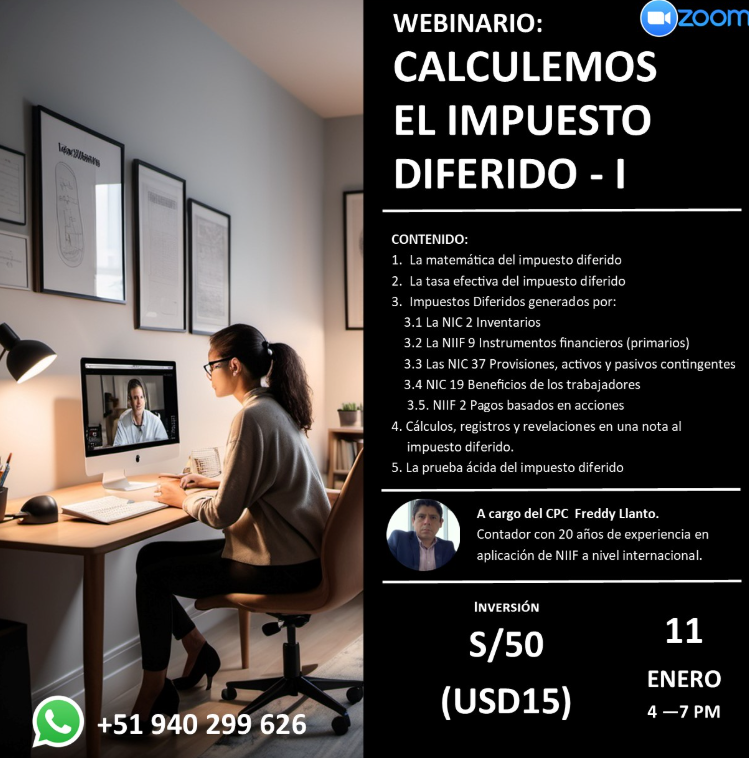 zoom
WEBINARIO:
CALCULEMOS
EL IMPUESTO
DIFERIDO - I
CONTENIDO:
1. La matemática del impuesto diferido
2. La tasa efectiva del impuesto diferido
3. Impuestos Diferidos generados por:
3.1 La NIC 2 Inventarios
3.2 La NIIF 9 Instrumentos financieros (primarios)
3.3 Las NIC 37 Provisiones, activos y pasivos contingentes
3.4 NIC 19 Beneficios de los trabajadores
3.5. NIIF 2 Pagos basados en acciones
4. Cálculos, registros y revelaciones en una nota al
impuesto diferido.
5. La prueba ácida del impuesto diferido
A cargo del CPC Freddy Llanto.
Contador con 20 años de experiencia en
aplicación de NIIF a nivel internacional.
INVERSIÓN
S/50
(USD15)
11
ENERO
4 —7 PM
+51 940 299 626